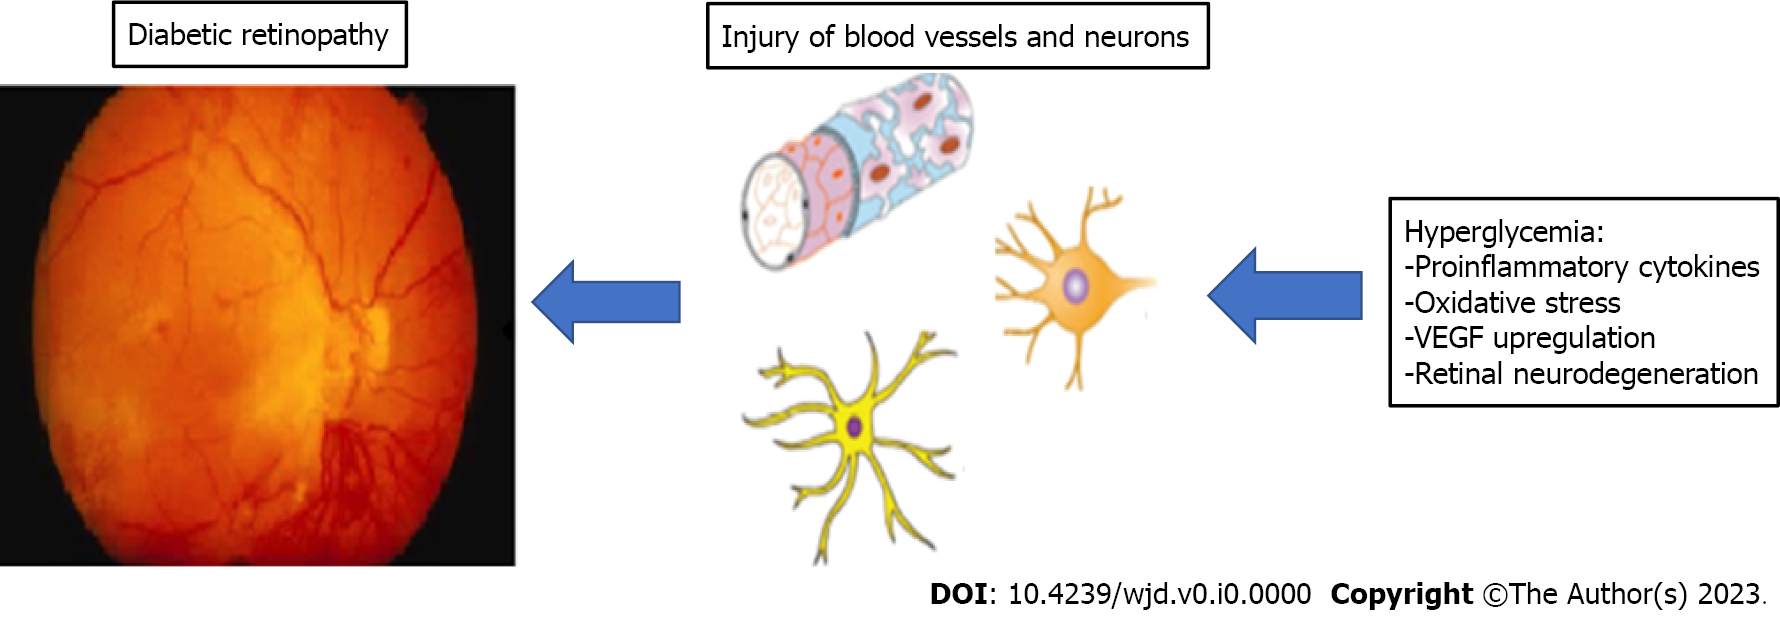 Diabetic retinopathy
Injury of blood vessels and neurons
Hyperglycemia:
-Proinflammatory cytokines
-Oxidative stress
-VEGF upregulation
-Retinal neurodegeneration
DOI: 10.4239/wjd.v0.i0.0000 Copyright ©The Author(s) 2023.